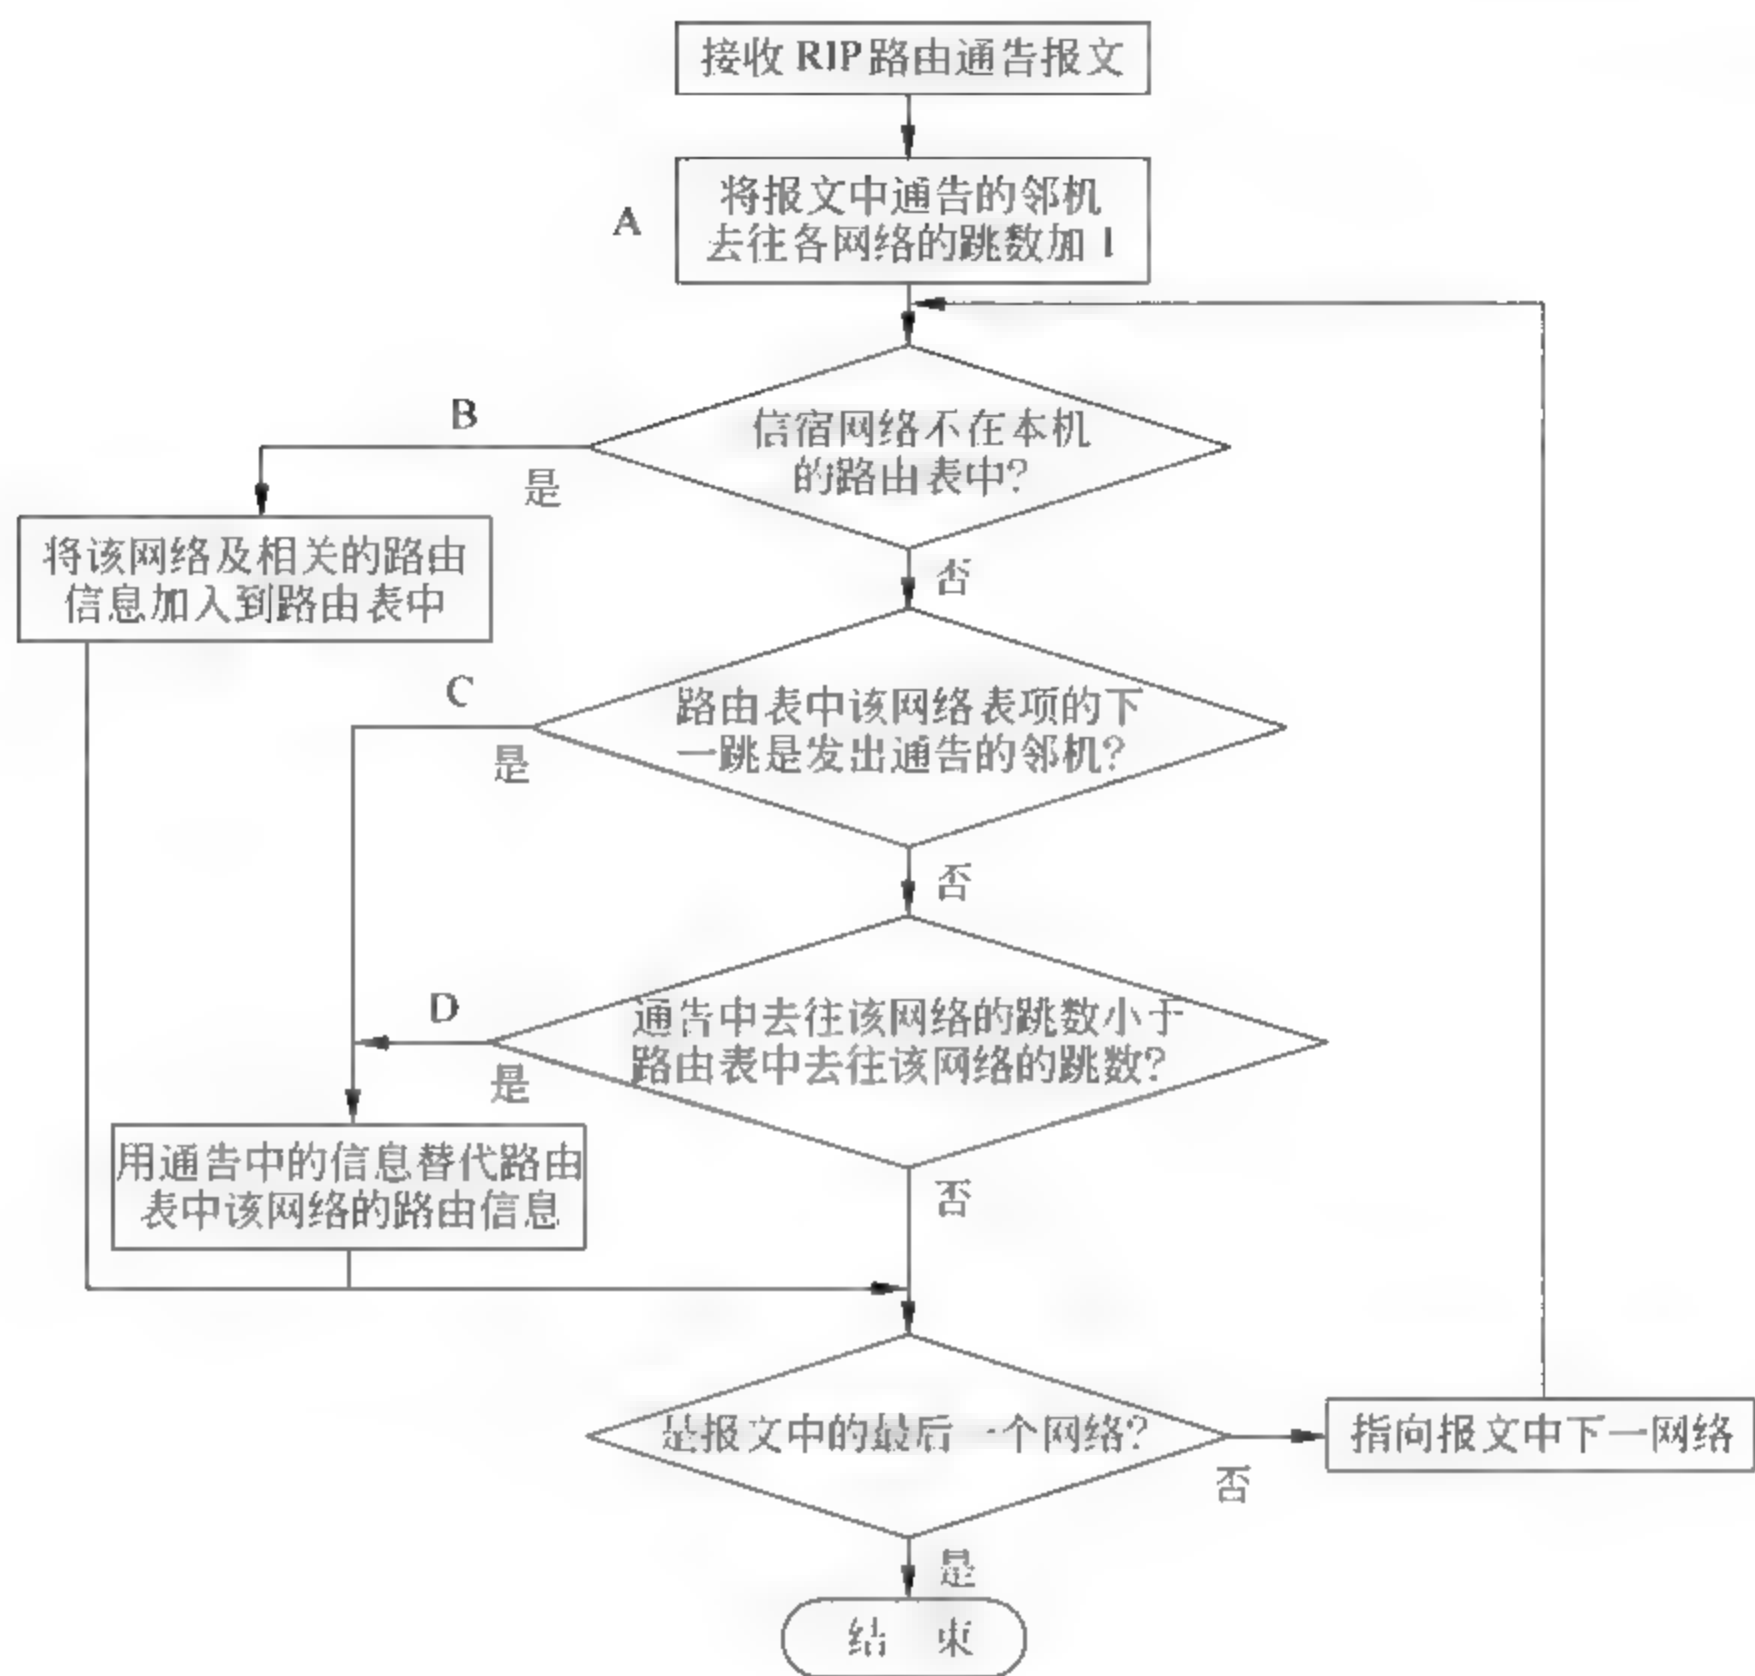 接收RIP路由通告报文
将报文中通告的邻机
去往各网络的跳数加1
A
信宿网络不在本机
的路由表中?
B
是
否
将该网络及相关的路由
信息加入到路由表中
路由表中该网络表项的下
一跳是发出通告的邻机?
C
是
否
通告中去往该网络的跳数小于
路由表中去往该网络的跳数?
D
是
否
用通告中的信息替代路由
表中该网络的路由信息
是报文中的最后一个网络?
否
指向报文中下一网络
是
结 束